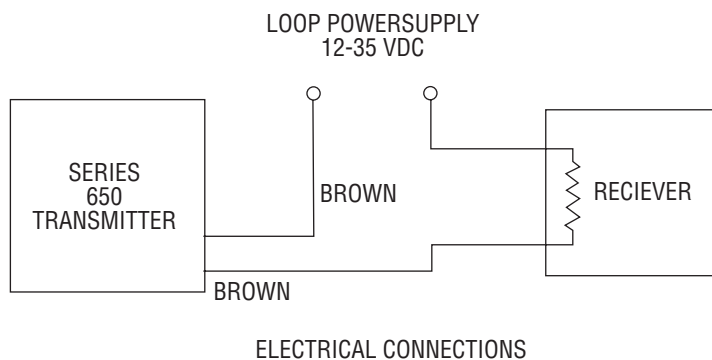 LOOP POWERSUPPLY
12-35 VDC
SERIES
650
TRANSMITTER
BROWN
RECIEVER
BROWN
ELECTRICAL CONNECTIONS